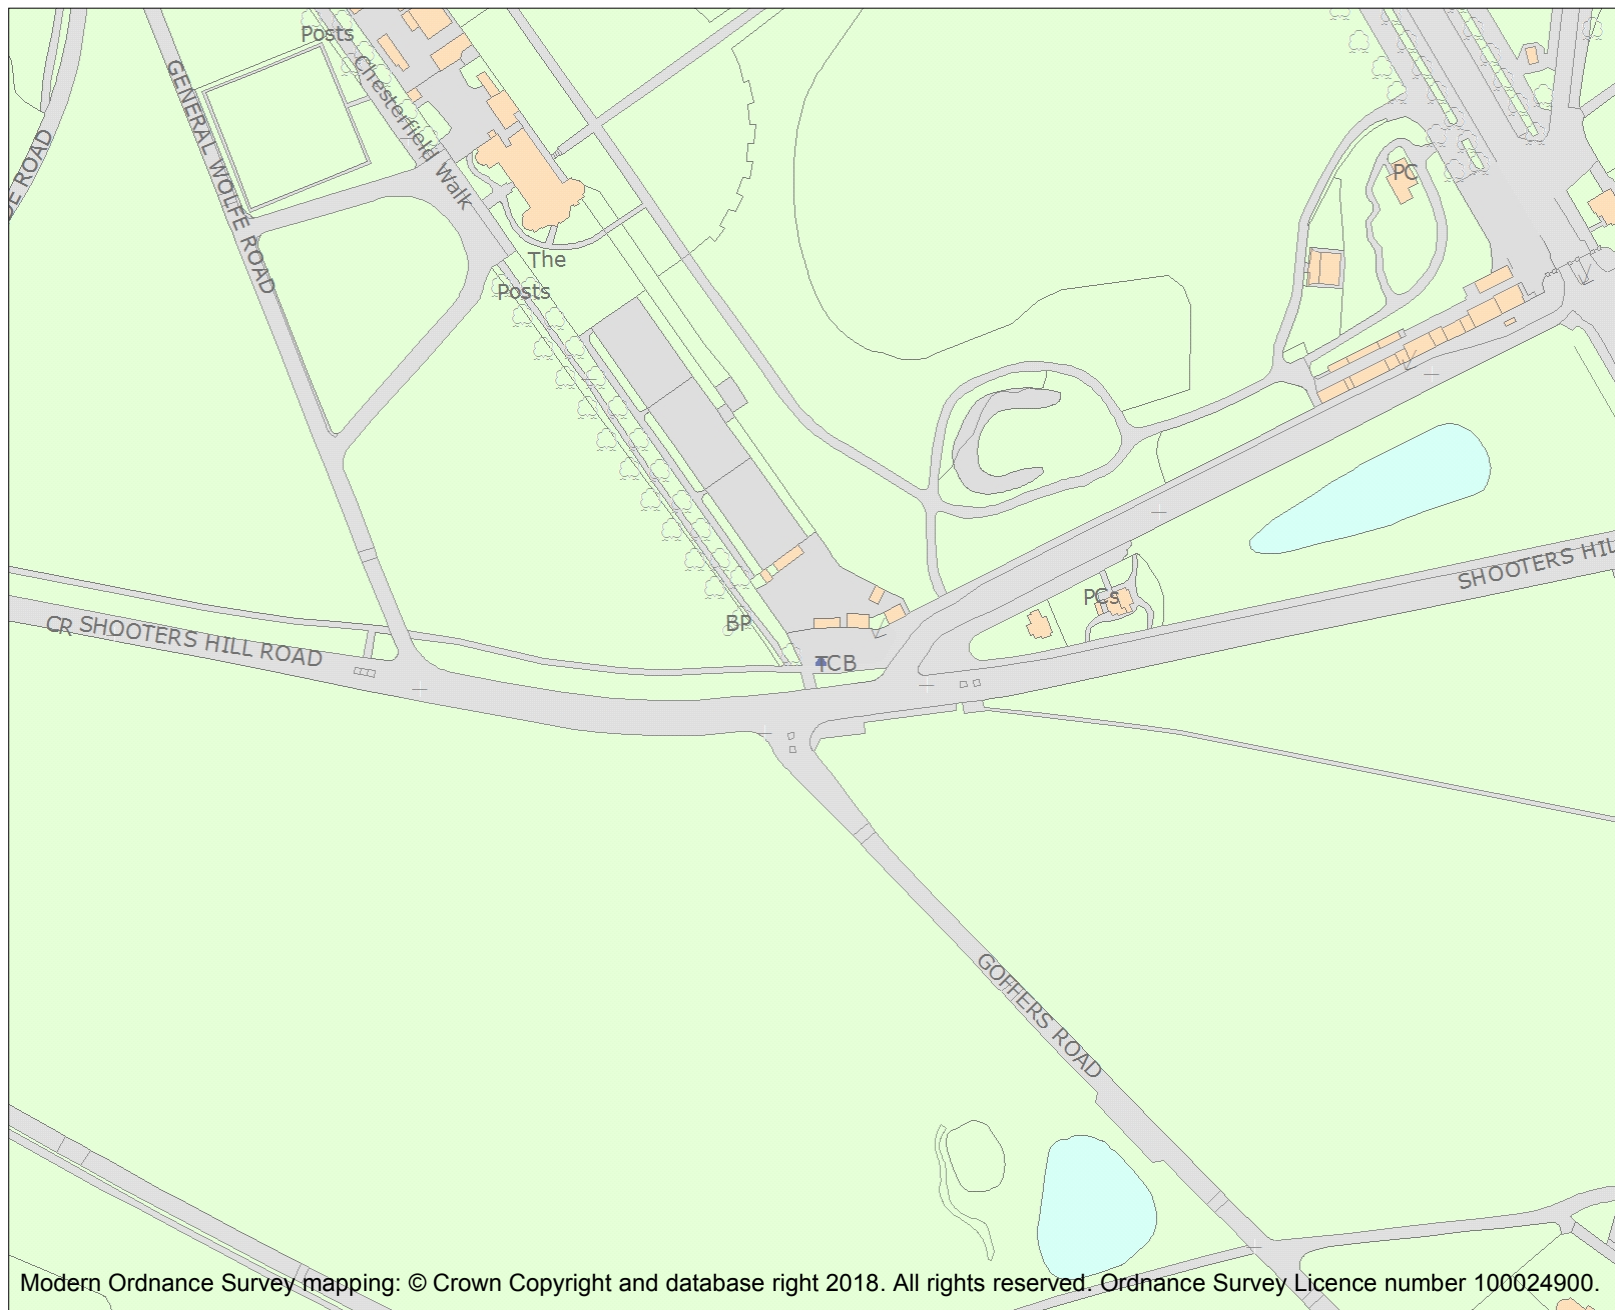 Posts
Chesterfield Walk
GENERAL WOLFE ROAD
DE ROAD
PC
The
Posts
SHOOTERS HIL
PCs
BP
CR SHOOTERS HILL ROAD
TCB
GOFFERS ROAD
Modern Ordnance Survey mapping: © Crown Copyright and database right 2018. All rights reserved. Ordnance Survey Licence number 100024900.